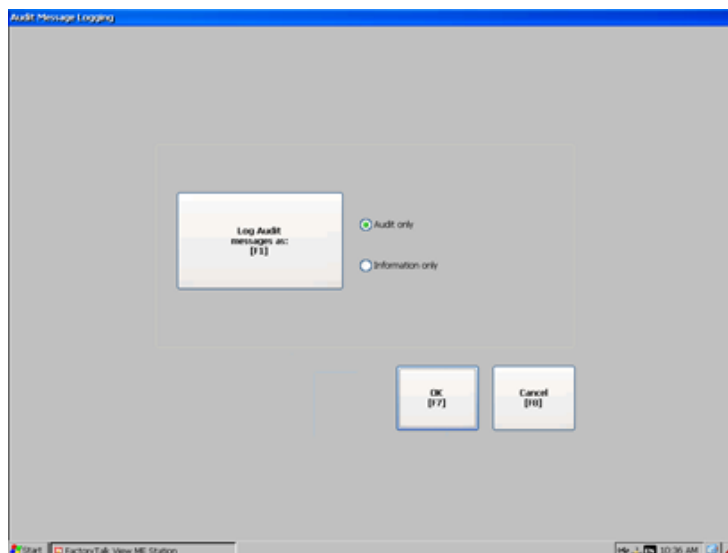 Audit Message Logging
Log Audit
messages as:
[F1]
Audit only
Information only
OK
[F7]
Cancel
[F8]
Start
FactoryTalk View ME Station
10:36 AM